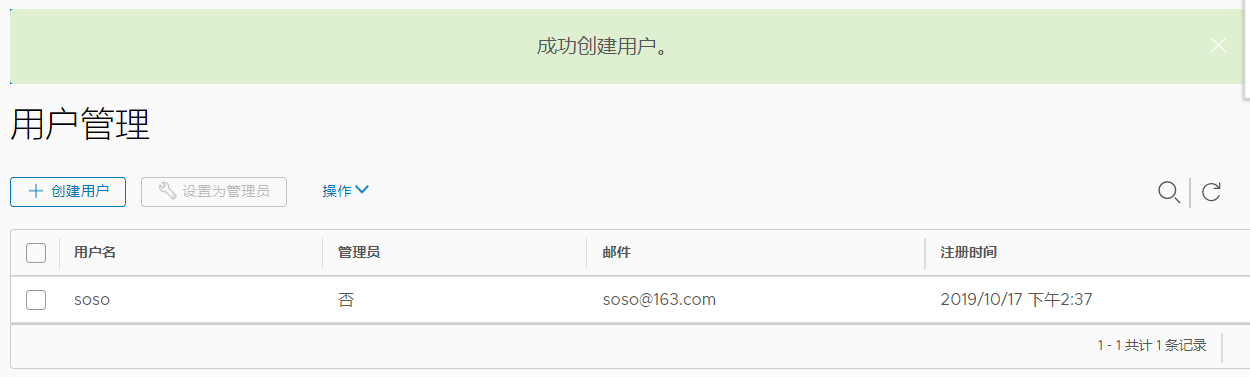 成功创建用户。
用户管理
创建用户 设置为管理员 操作
用户名 管理员 邮件 注册时间
soso 否 soso@163.com 2019/10/17 下午2:37
1 - 1 共计 1 条记录